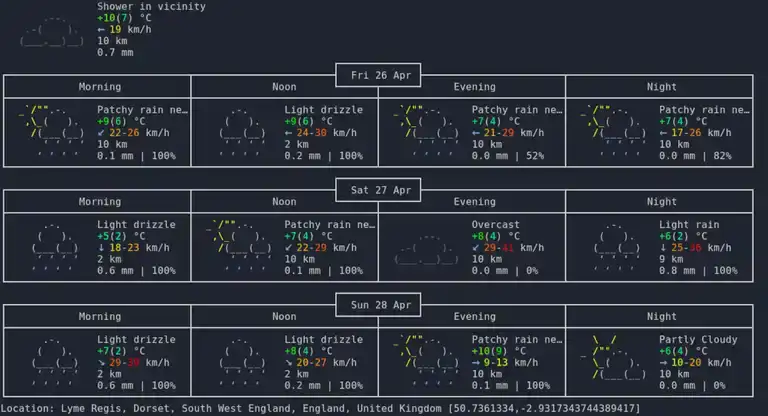 Shower in vicinity
+10(7) °C
← 19 km/h
10 km
0.7 mm
Fri 26 Apr
Morning Noon Evening Night
Patchy rain ne… Light drizzle Patchy rain ne… Patchy rain ne…
+9(6) °C +9(6) °C +7(4) °C +7(4) °C
↙ 22-26 km/h ← 24-30 km/h ← 21-29 km/h ← 17-26 km/h
10 km 2 km 10 km 10 km
0.1 mm | 100% 0.2 mm | 100% 0.0 mm | 52% 0.0 mm | 82%
Sat 27 Apr
Morning Noon Evening Night
Light drizzle Patchy rain ne… Overcast Light rain
+5(2) °C +7(4) °C +8(4) °C +6(2) °C
↓ 18-23 km/h ↙ 22-29 km/h ↙ 29-41 km/h ↓ 25-36 km/h
2 km 10 km 10 km 9 km
0.6 mm | 100% 0.1 mm | 100% 0.0 mm | 0% 0.8 mm | 100%
Sun 28 Apr
Morning Noon Evening Night
Light drizzle Light drizzle Patchy rain ne… Partly Cloudy
+7(2) °C +8(4) °C +10(9) °C +6(4) °C
↘ 20-27 km/h → 9-13 km/h → 10-20 km/h
2 km 2 km 10 km 10 km
0.6 mm | 100% 0.2 mm | 100% 0.1 mm | 100% 0.0 mm | 0%
Location: Lyme Regis, Dorset, South West England, England, United Kingdom [50.7361334,-2.9317343744389417]